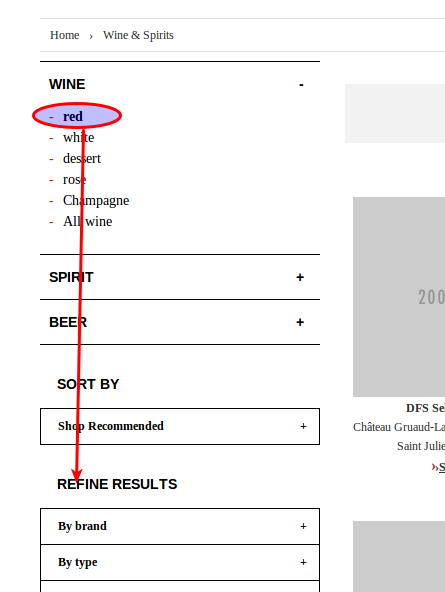 Home › Wine & Spirits
WINE -
- red
- white
- dessert
- rose
- Champagne
- All wine
SPIRIT +
BEER +
SORT BY
Shop Recommended +
REFINE RESULTS
By brand +
By type +
200
DFS Se
Château Gruaud-La
Saint Julie
››S